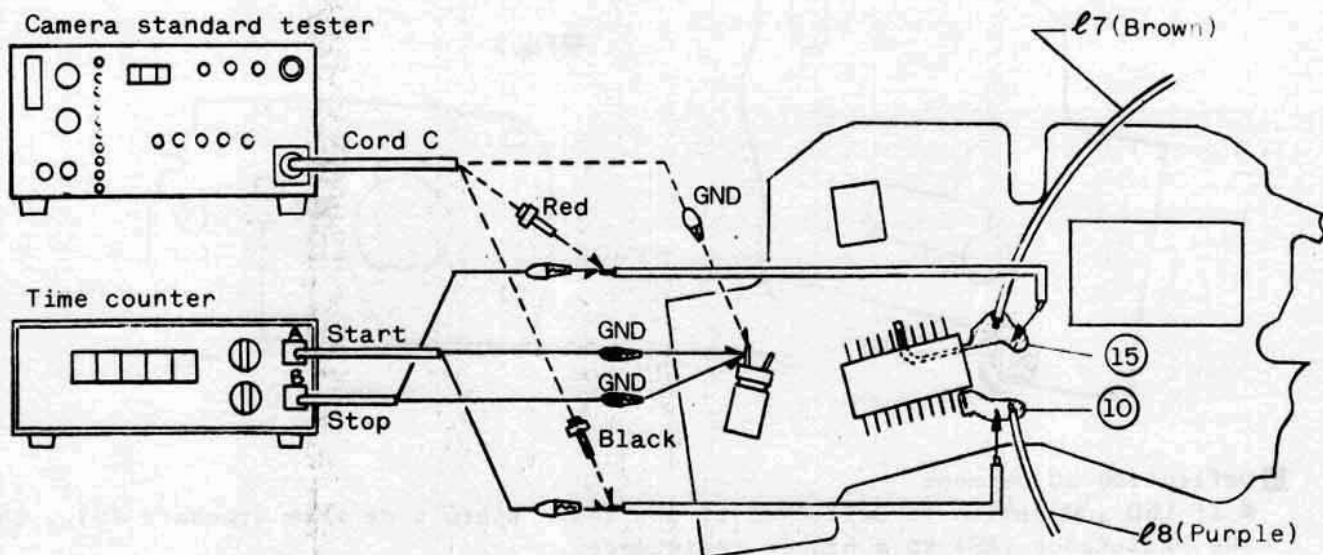 Camera standard tester
ℓ7(Brown)
Cord C
Red
GND
Time counter
A
Start
GND
15
B
GND
Stop
10
Black
ℓ8(Purple)